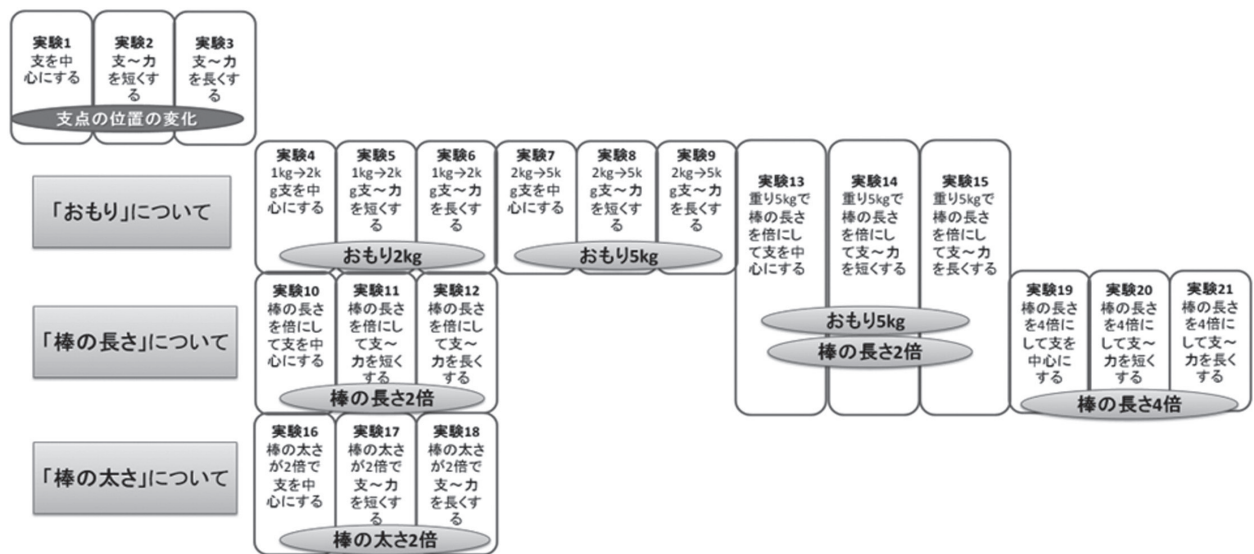 実験1
支を中
心にする
実験2
支～力
を短くす
る
実験3
支～力
を長くす
る
支点の位置の変化
「おもり」について
実験4
1kg→2k
g支を中
心にする
実験5
1kg→2k
g支～力
を短くす
る
実験6
1kg→2k
g支～力
を長くす
る
おもり2kg
実験7
2kg→5k
g支を中
心にする
実験8
2kg→5k
g支～力
を短くす
る
実験9
2kg→5k
g支～力
を長くす
る
おもり5kg
実験13
重り5kgで
棒の長さ
を倍にし
て支を中
心にする
実験14
重り5kgで
棒の長さ
を倍にし
て支～力
を短くする
実験15
重り5kgで
棒の長さ
を倍にし
て支～力
を長くする
おもり5kg
棒の長さ2倍
「棒の長さ」について
実験10
棒の長さ
を倍にし
て支を中
心にする
実験11
棒の長さ
を倍にし
て支～
力を短く
する
実験12
棒の長さ
を倍にし
て支～
力を長く
する
棒の長さ2倍
実験19
棒の長さ
を4倍に
して支を
中心に
する
実験20
棒の長さ
を4倍に
して支～
力を短く
する
実験21
棒の長さ
を4倍に
して支～
力を長く
する
棒の長さ4倍
「棒の太さ」について
実験16
棒の太さ
が2倍で
支を中
心にする
実験17
棒の太さ
が2倍で
支～力
を短くす
る
実験18
棒の太さ
が2倍で
支～力
を長くす
る
棒の太さ2倍